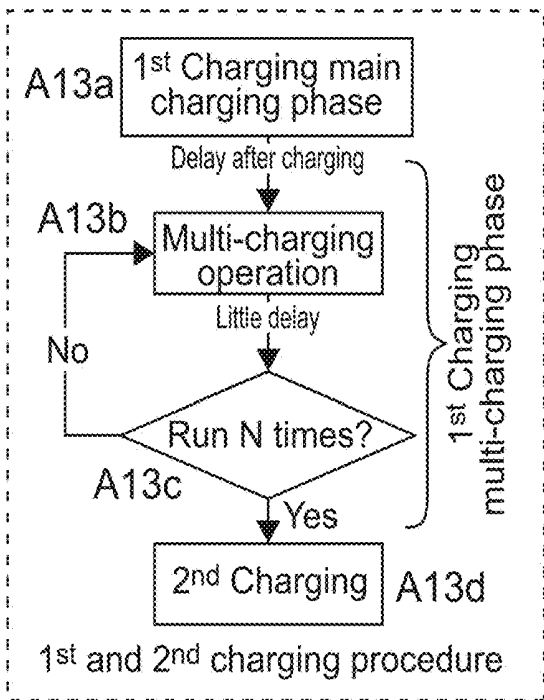 A13a
1st Charging main
charging phase
Delay after charging
A13b
Multi-charging
operation
Little delay
No
Run N times?
A13c
Yes
2nd Charging
A13d
1st Charging
multi-charging phase
1st and 2nd charging procedure